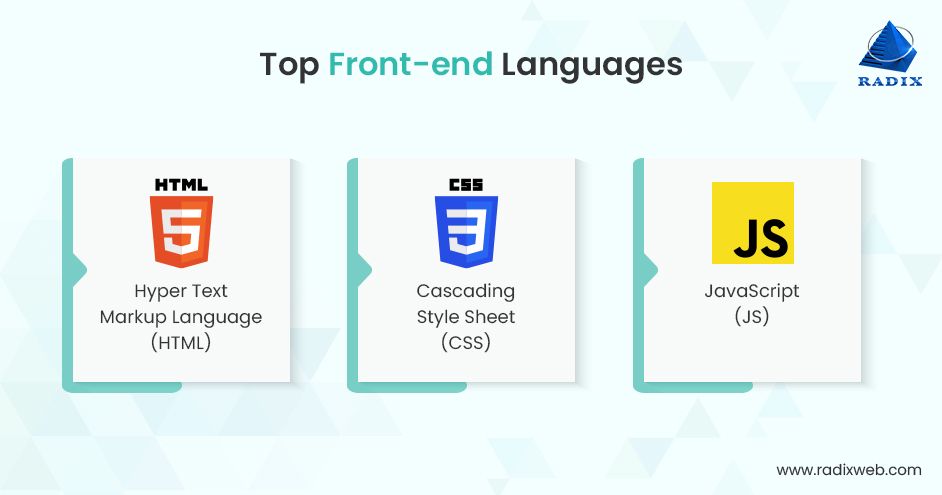 Top Front-end Languages
RADIX
HTML
5
Hyper Text
Markup Language
(HTML)
CSS
3
Cascading
Style Sheet
(CSS)
JS
JavaScript
(JS)
www.radixweb.com